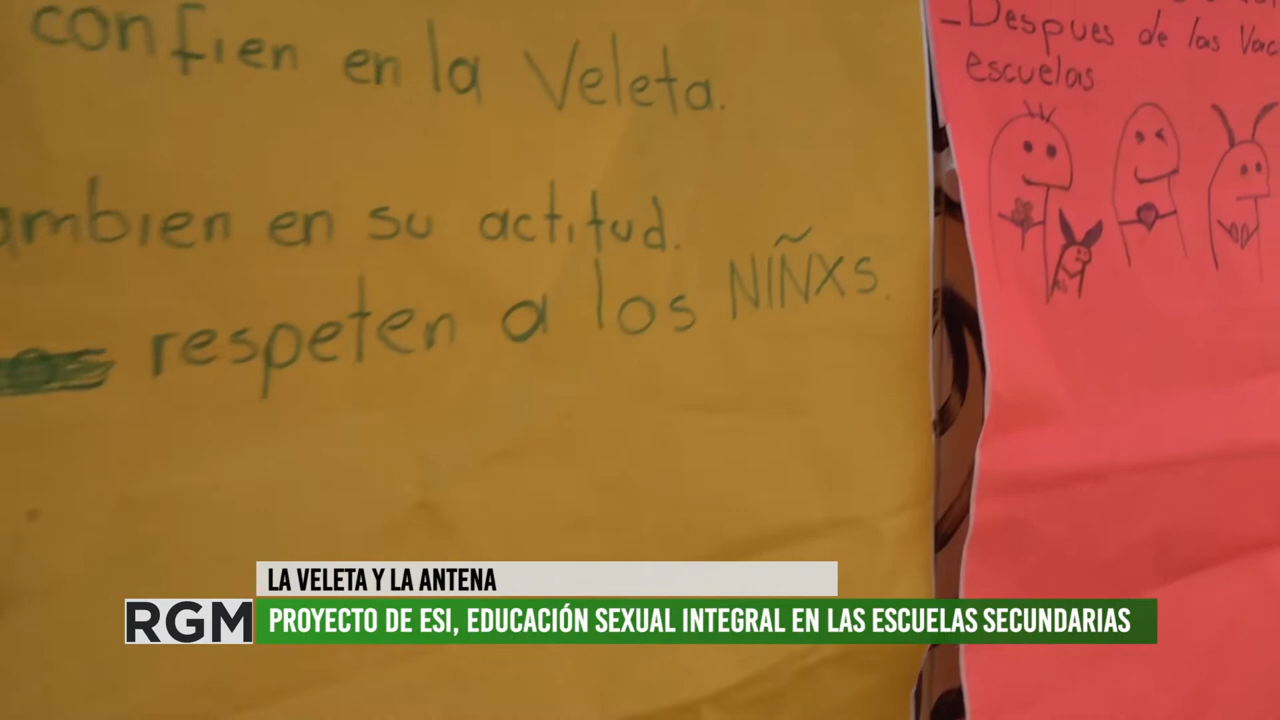 confien en la Veleta.
ambien en su actitud.
respeten a los NIÑXS.
-Despues de las Vac
escuelas
LA VELETA Y LA ANTENA
RGM
PROYECTO DE ESI, EDUCACIÓN SEXUAL INTEGRAL EN LAS ESCUELAS SECUNDARIAS